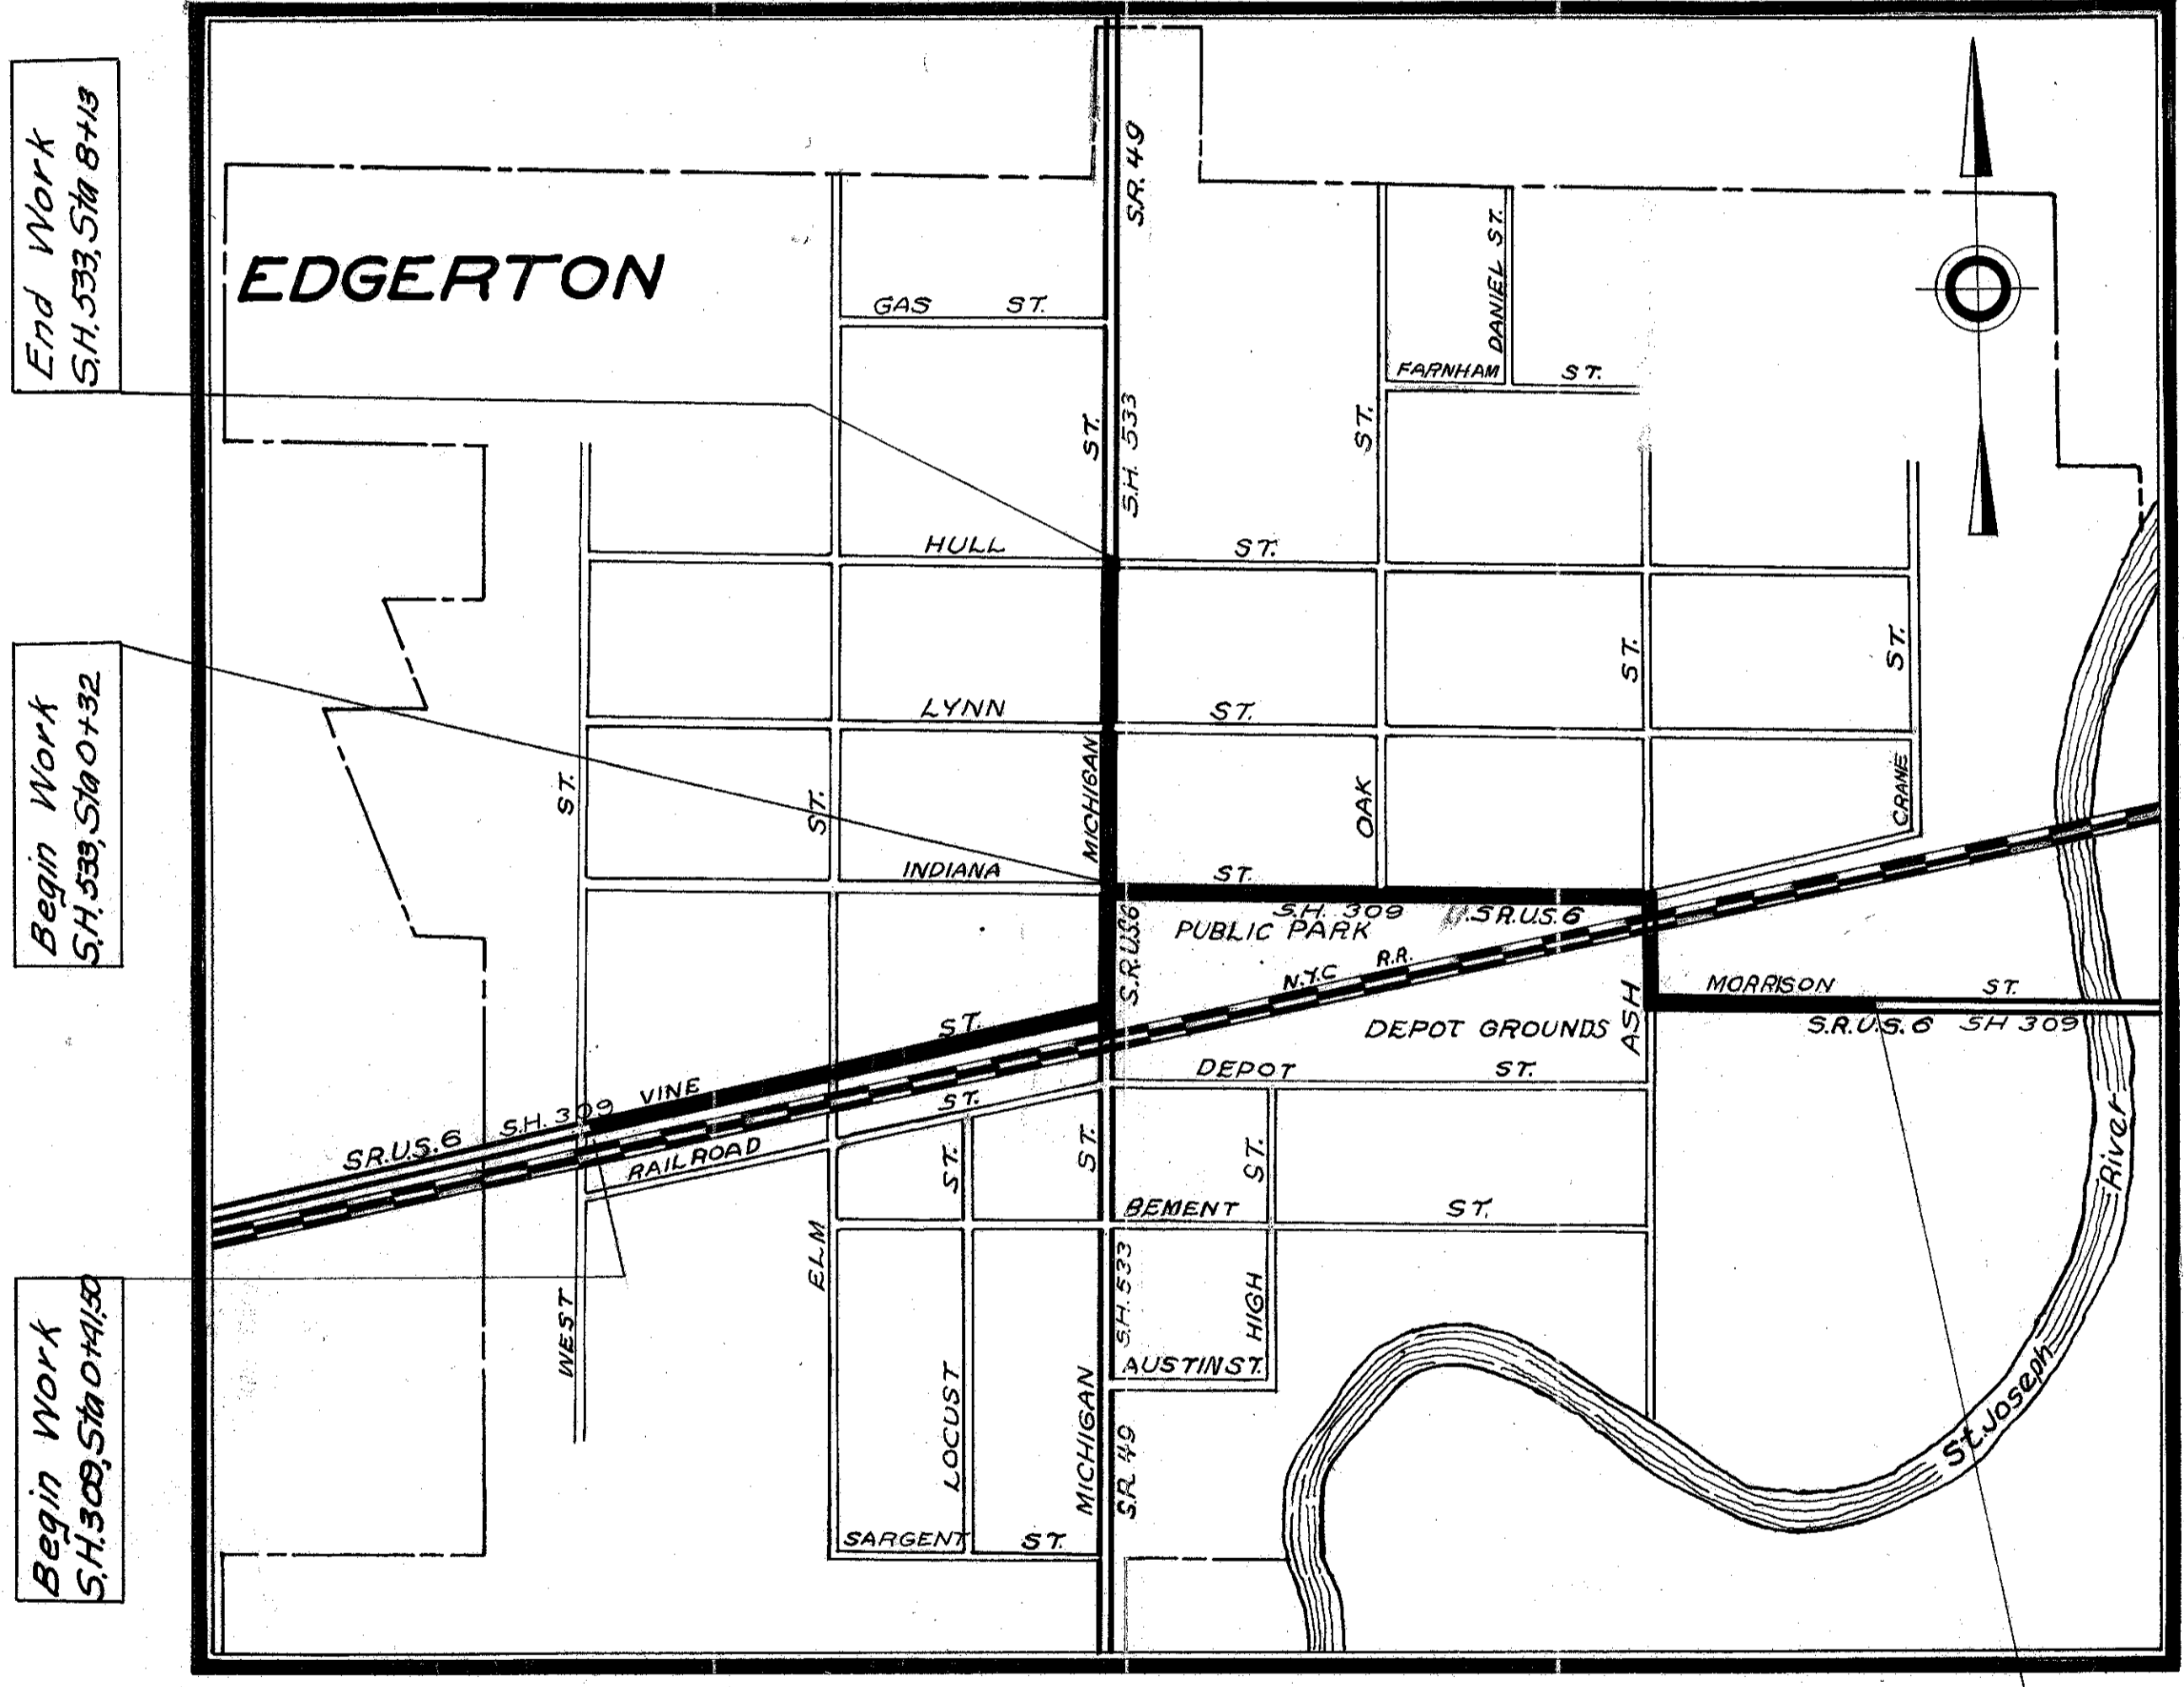 End Work
S.H. 533, Sta 8+13
Begin Work
S.H. 533, Sta 0+32
Begin Work
S.H. 309, Sta 0+41.50
EDGERTON
S.R. 49
GAS ST.
DANIEL ST.
FARNHAM ST.
ST.
S.H. 533
ST.
HULL ST.
ST.
ST.
LYNN ST.
MICHIGAN
ST.
ST.
OAK
CRANE
INDIANA ST.
S.H. 309 S.R.U.S. 6
PUBLIC PARK
S.R.U.S.6
N.Y.C R.R.
MORRISON ST.
S.R.U.S. 6 SH 309
ASH
DEPOT GROUNDS
ST.
VINE
DEPOT ST.
S.H. 309
SR.U.S. 6
RAILROAD ST.
ST.
ST.
ST.
BEMENT ST.
River
ELM
S.H. 533
HIGH
WEST
AUSTIN ST.
LOCUST
MICHIGAN
S.R. 49
St. Joseph
SARGENT ST.